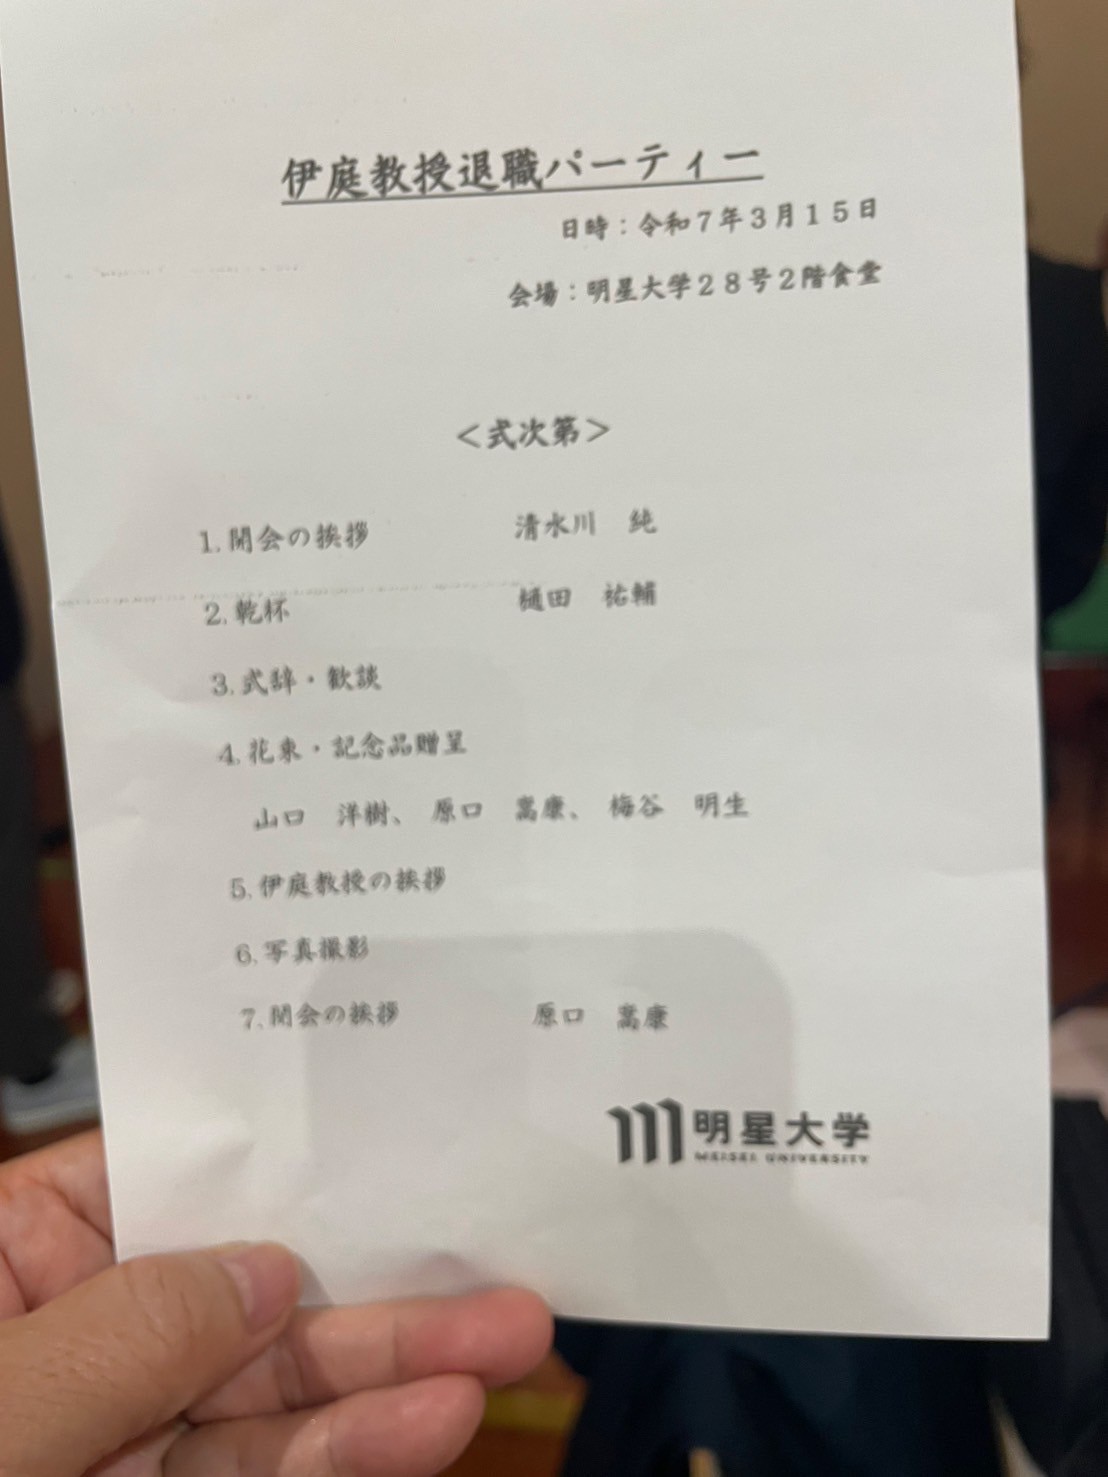 伊庭教授退職パーティー
日時：令和７年３月１５日
会場：明星大学２８号２階食堂
＜式次第＞
1. 開会の挨拶　清水川　純
2. 乾杯　樋田　祐輔
3. 式辞・歓談
4. 花束・記念品贈呈
山口　洋樹、原口　嵩康、梅谷　明生
5. 伊庭教授の挨拶
6. 写真撮影
7. 閉会の挨拶　原口　嵩康
明星大学
MEISEI UNIVERSITY